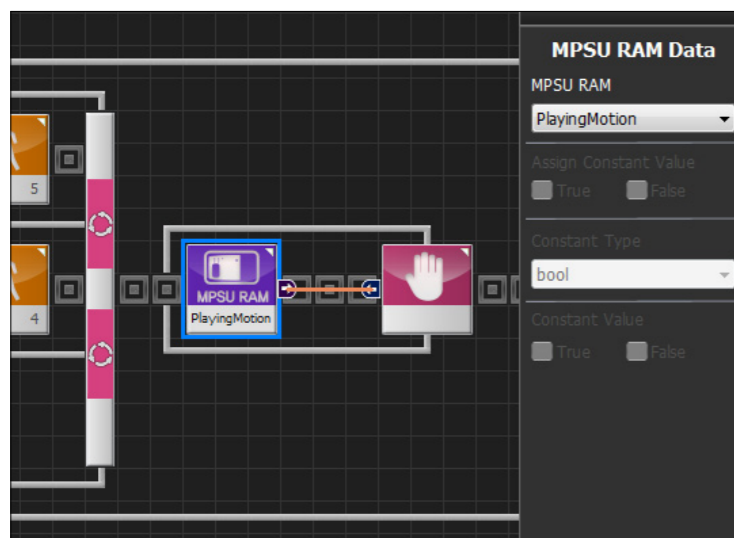 5
4
MPSU RAM
PlayingMotion
MPSU RAM Data
MPSU RAM
PlayingMotion
Assign Constant Value
True False
Constant Type
bool
Constant Value
True False